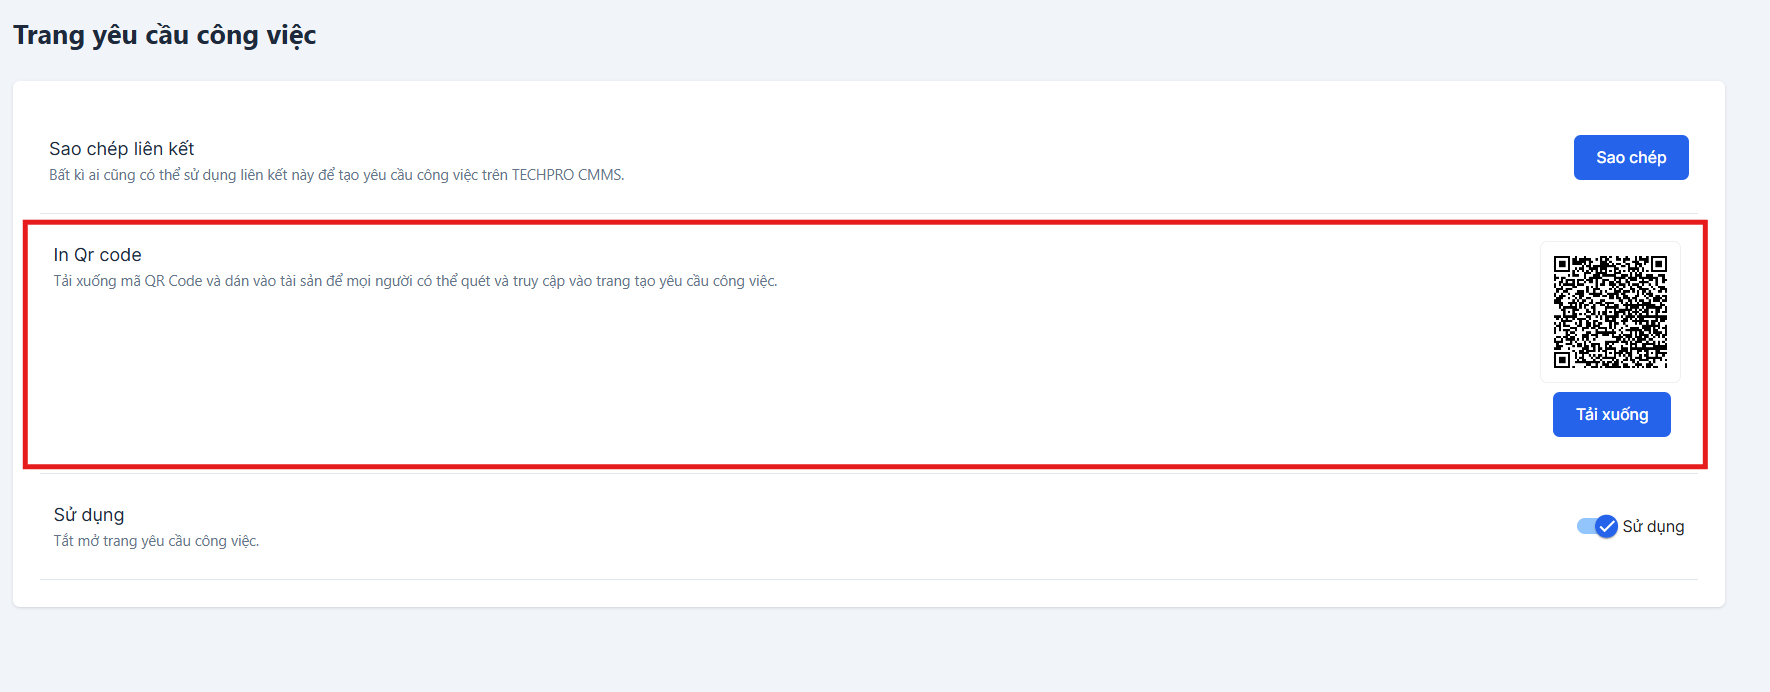 Trang yêu cầu công việc
Sao chép liên kết
Sao chép
Bất kì ai cũng có thể sử dụng liên kết này để tạo yêu cầu công việc trên TECHPRO CMMS.
In Qr code
Tải xuống mã QR Code và dán vào tài sản để mọi người có thể quét và truy cập vào trang tạo yêu cầu công việc.
Tải xuống
Sử dụng
Sử dụng
Tắt mở trang yêu cầu công việc.